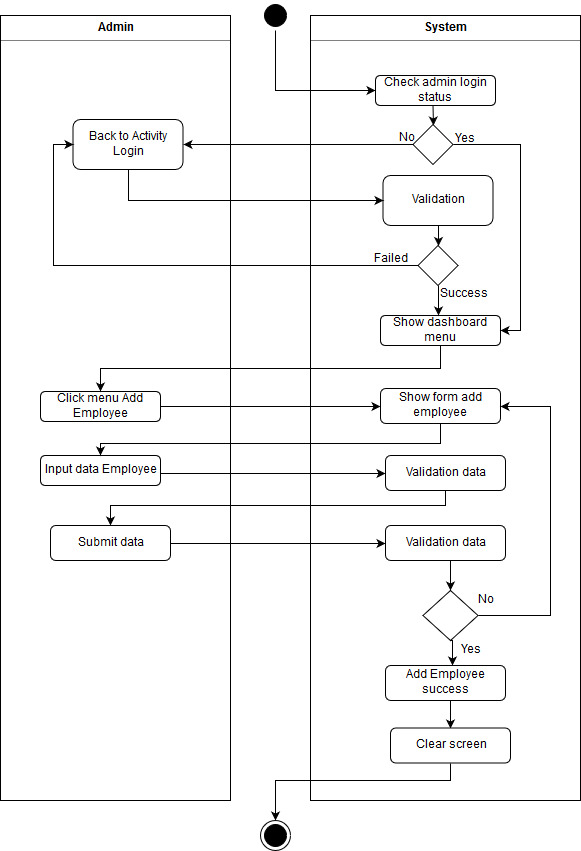 Admin
System
Check admin login
status
No
Yes
Back to Activity
Login
Validation
Failed
Success
Show dashboard
menu
Click menu Add
Employee
Show form add
employee
Input data Employee
Validation data
Submit data
Validation data
No
Yes
Add Employee
success
Clear screen